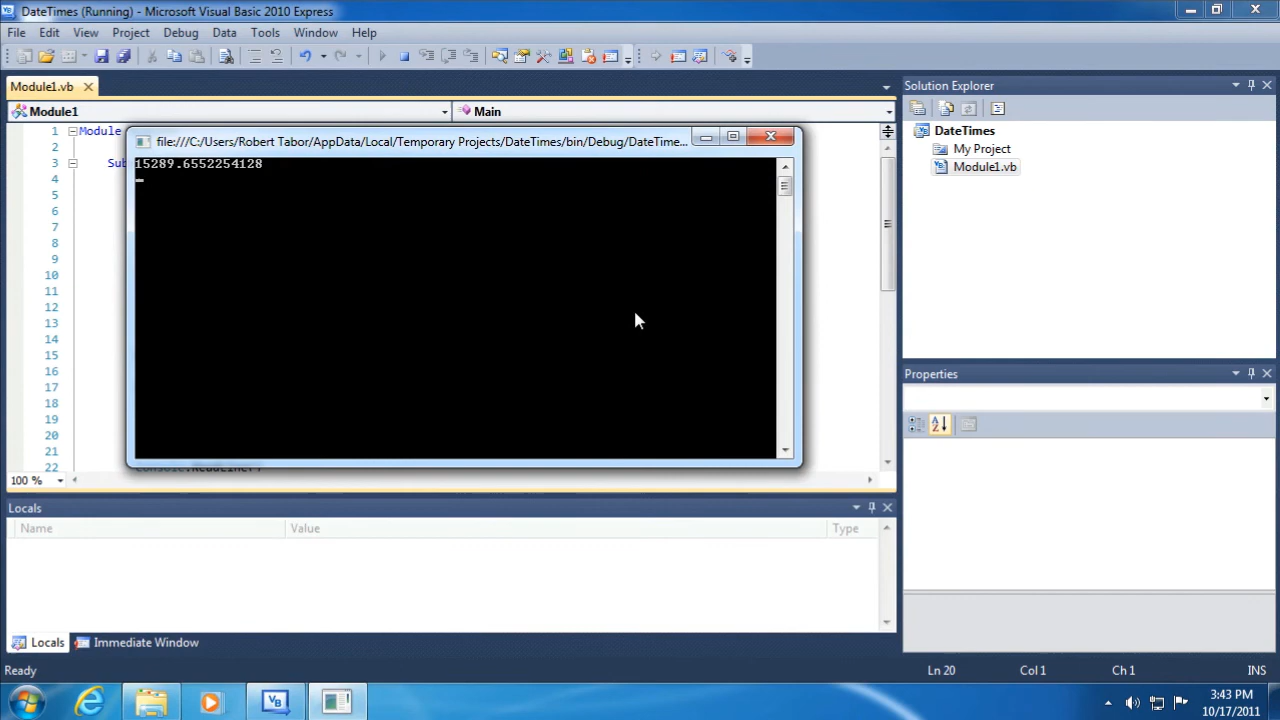 DateTimes (Running) - Microsoft Visual Basic 2010 Express
File Edit View Project Debug Data Tools Window Help
Module1.vb
Module1
Main
1 Module
2
3 Sub
4
5
6
7
8
9
10
11
12
13
14
15
16
17
18
19
20
21
22
file:///C:/Users/Robert Tabor/AppData/Local/Temporary Projects/DateTimes/bin/Debug/DateTime...
15289.6552254128
100 %
Solution Explorer
DateTimes
My Project
Module1.vb
Properties
Locals
Name Value Type
Locals Immediate Window
Ready Ln 20 Col 1 Ch 1 INS
3:43 PM
10/17/2011